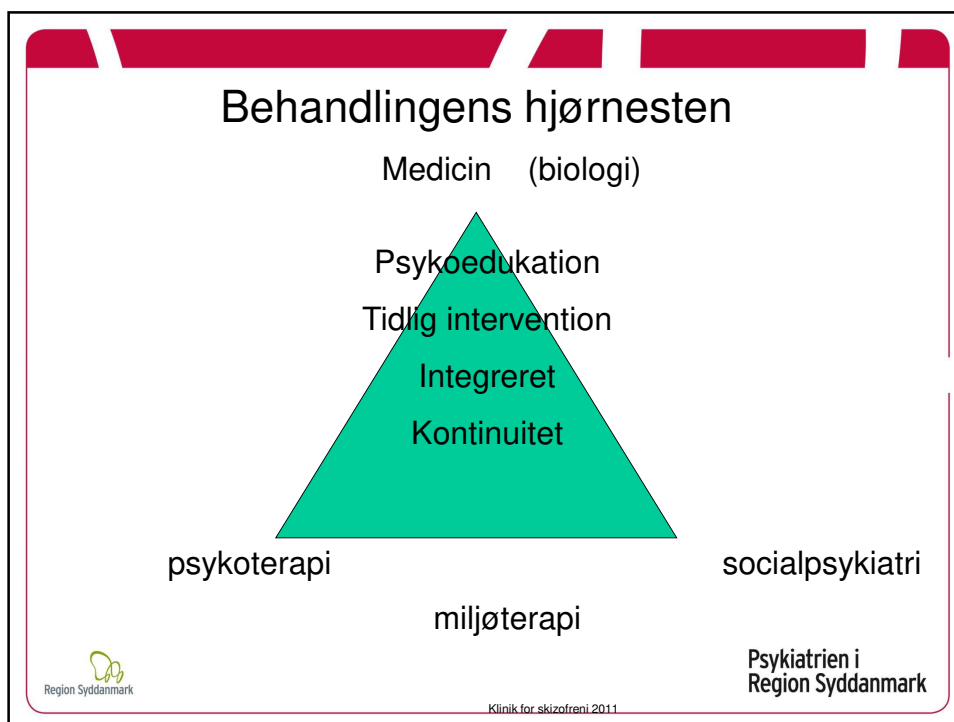 Behandlingens hjørnesten
Medicin (biologi)
Psykoedukation
Tidlig intervention
Integreret
Kontinuitet
psykoterapi socialpsykiatri
miljøterapi
Region Syddanmark
Psykiatrien i
Region Syddanmark
Klinik for skizofreni 2011